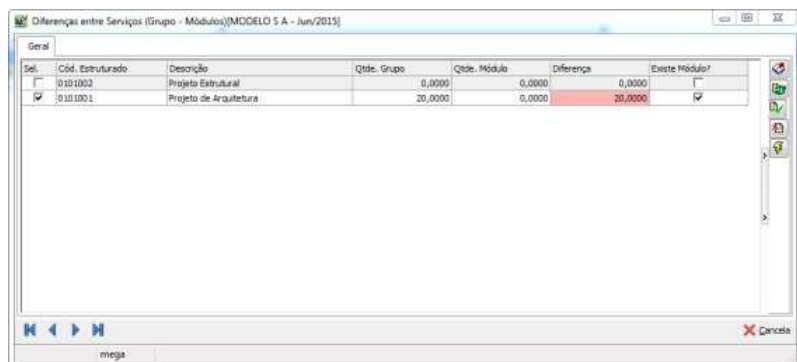 Diferenças entre Serviços (Grupo - Módulos)[MODELO S A - Jun/2015]
Geral
Sel. Cód. Estruturado Descrição Qtde. Grupo Qtde. Módulo Diferença Existe Módulo?
0101002 Projeto Estrutural 0,0000 0,0000 0,0000
0101001 Projeto de Arquitetura 20,0000 0,0000 20,0000
Cancela
mega